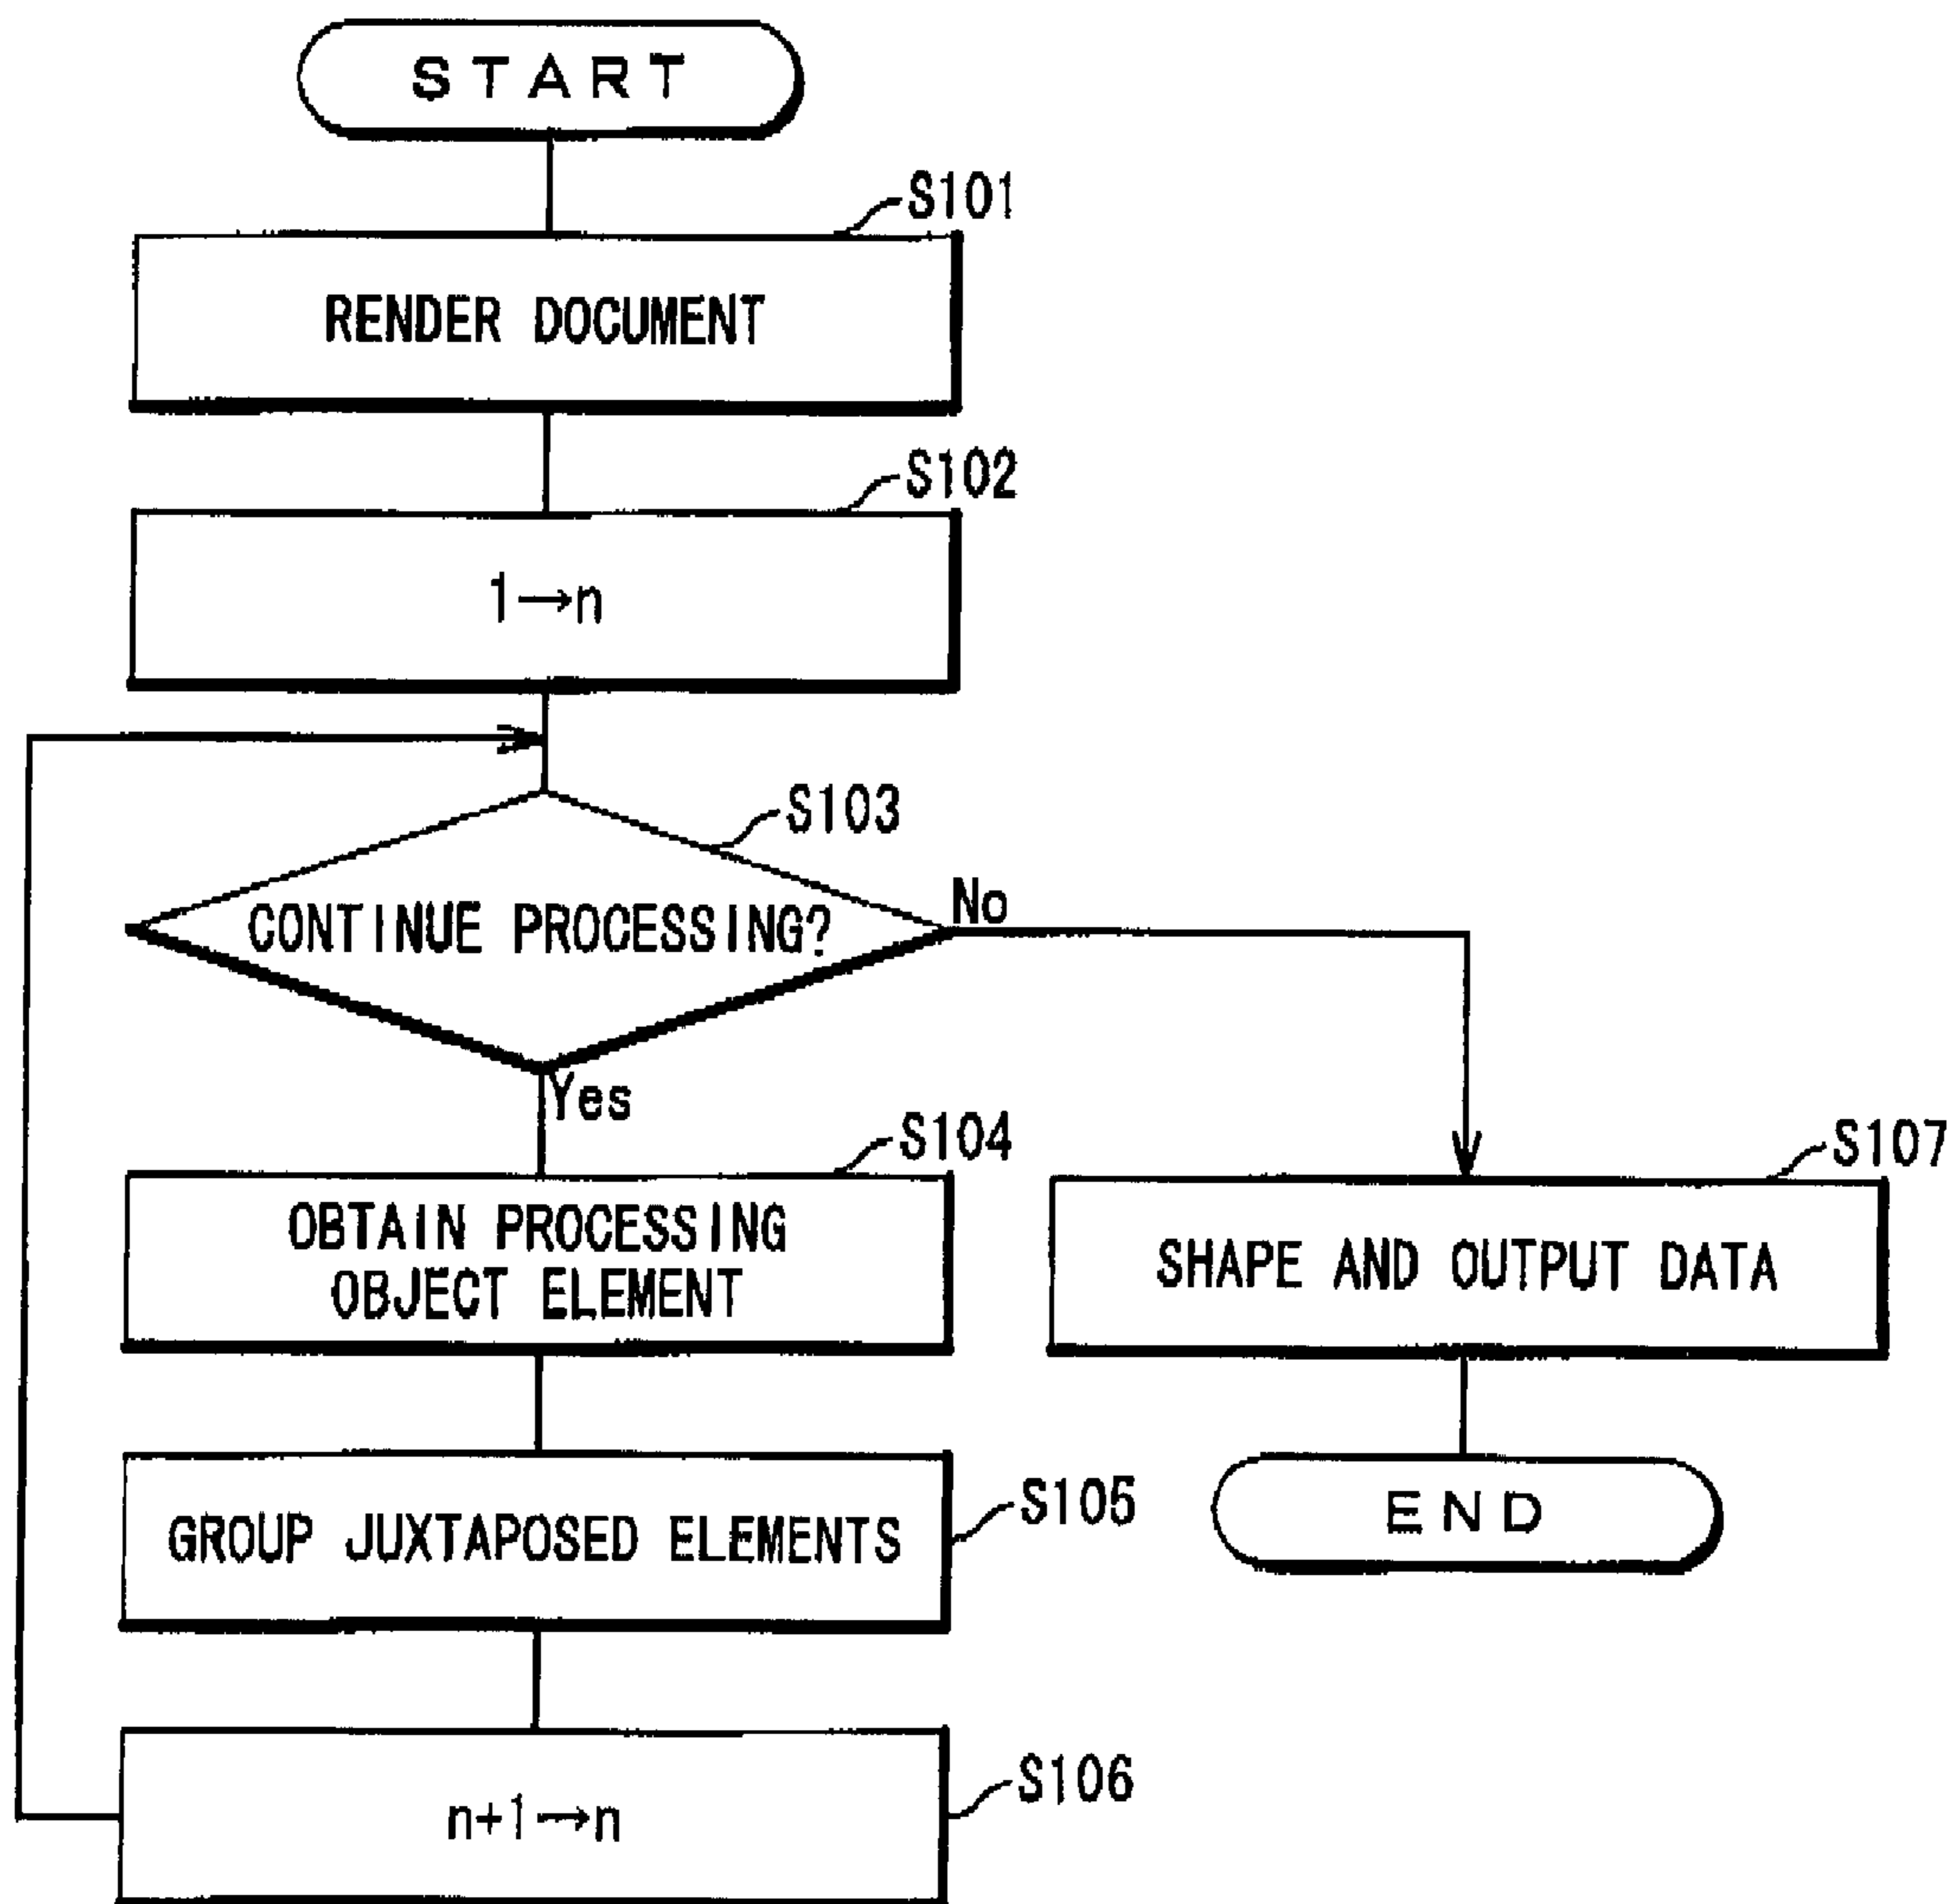 START
S101
RENDER DOCUMENT
S102
1→n
S103
CONTINUE PROCESSING?
No
Yes
S104
OBTAIN PROCESSING
OBJECT ELEMENT
S107
SHAPE AND OUTPUT DATA
S105
GROUP JUXTAPOSED ELEMENTS
END
S106
n+1→n